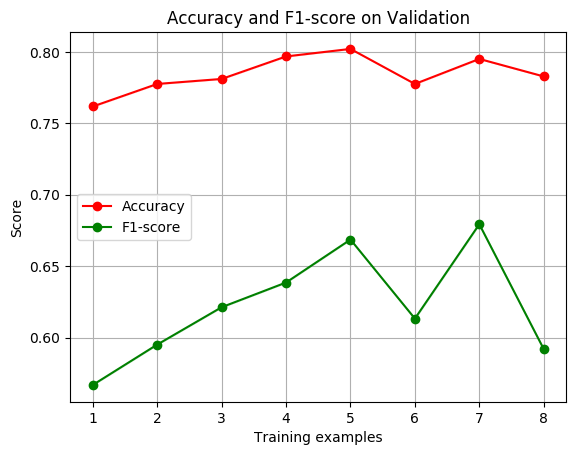 Accuracy and F1-score on Validation
0.80
0.75
0.70
0.65
0.60
Score
Accuracy
F1-score
1 2 3 4 5 6 7 8
Training examples